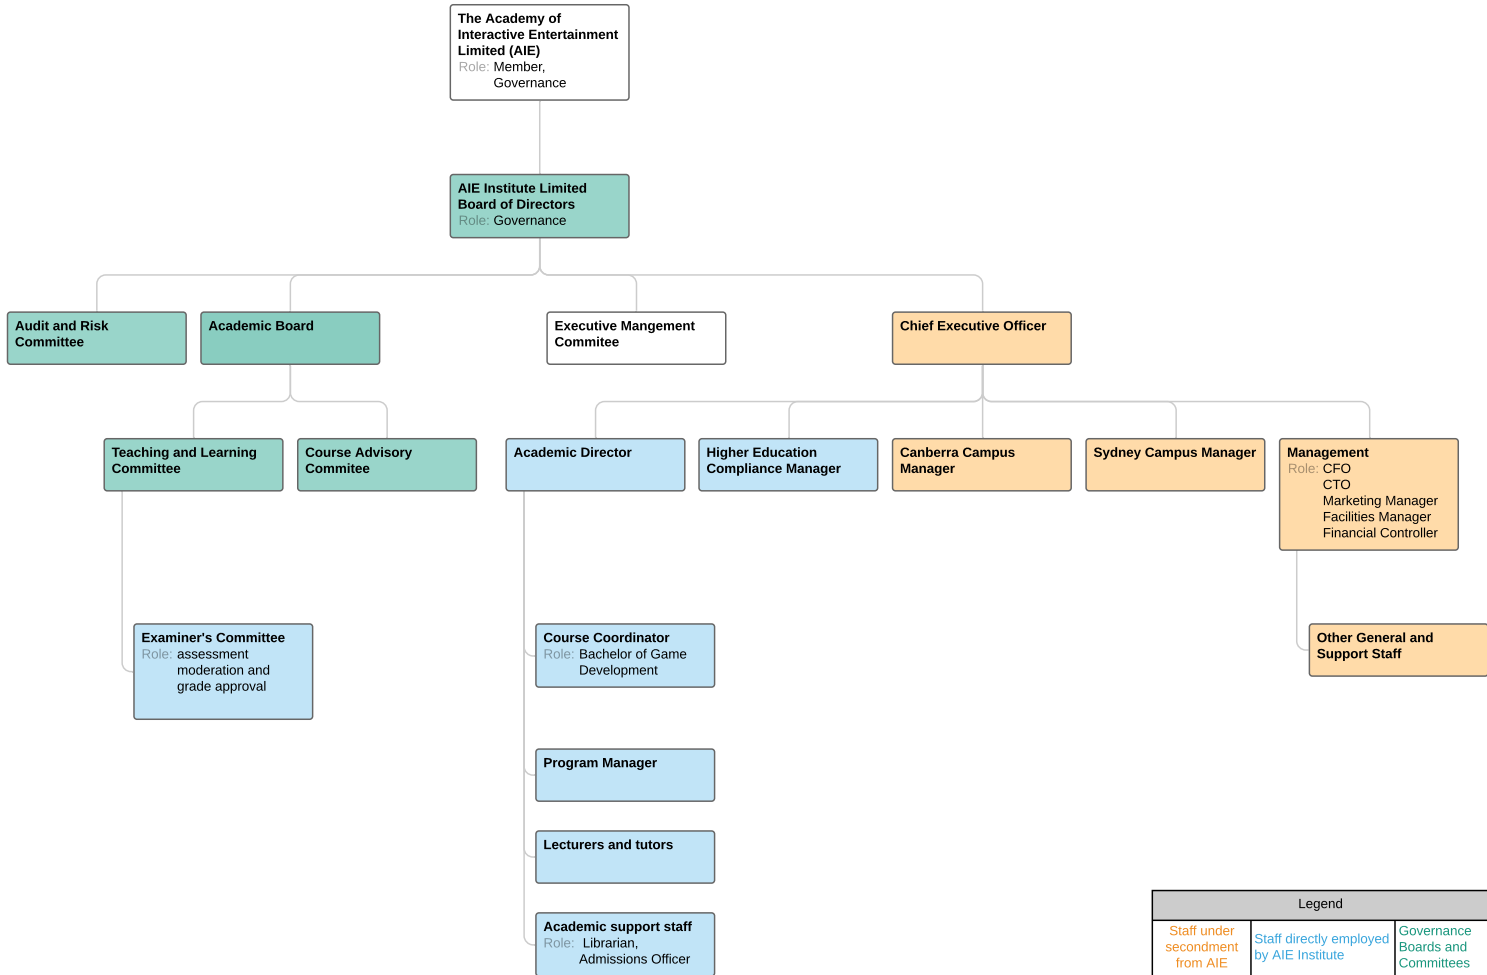 The Academy of
Interactive Entertainment
Limited (AIE)
Role: Member,
Governance
AIE Institute Limited
Board of Directors
Role: Governance
Audit and Risk
Committee
Academic Board
Executive Mangement
Commitee
Chief Executive Officer
Teaching and Learning
Committee
Course Advisory
Commitee
Academic Director
Higher Education
Compliance Manager
Canberra Campus
Manager
Sydney Campus Manager
Management
Role: CFO
CTO
Marketing Manager
Facilities Manager
Financial Controller
Examiner's Committee
Role: assessment
moderation and
grade approval
Course Coordinator
Role: Bachelor of Game
Development
Other General and
Support Staff
Program Manager
Lecturers and tutors
Academic support staff
Role: Librarian,
Admissions Officer
Legend
Staff under
secondment
from AIE
Staff directly employed
by AIE Institute
Governance
Boards and
Committees